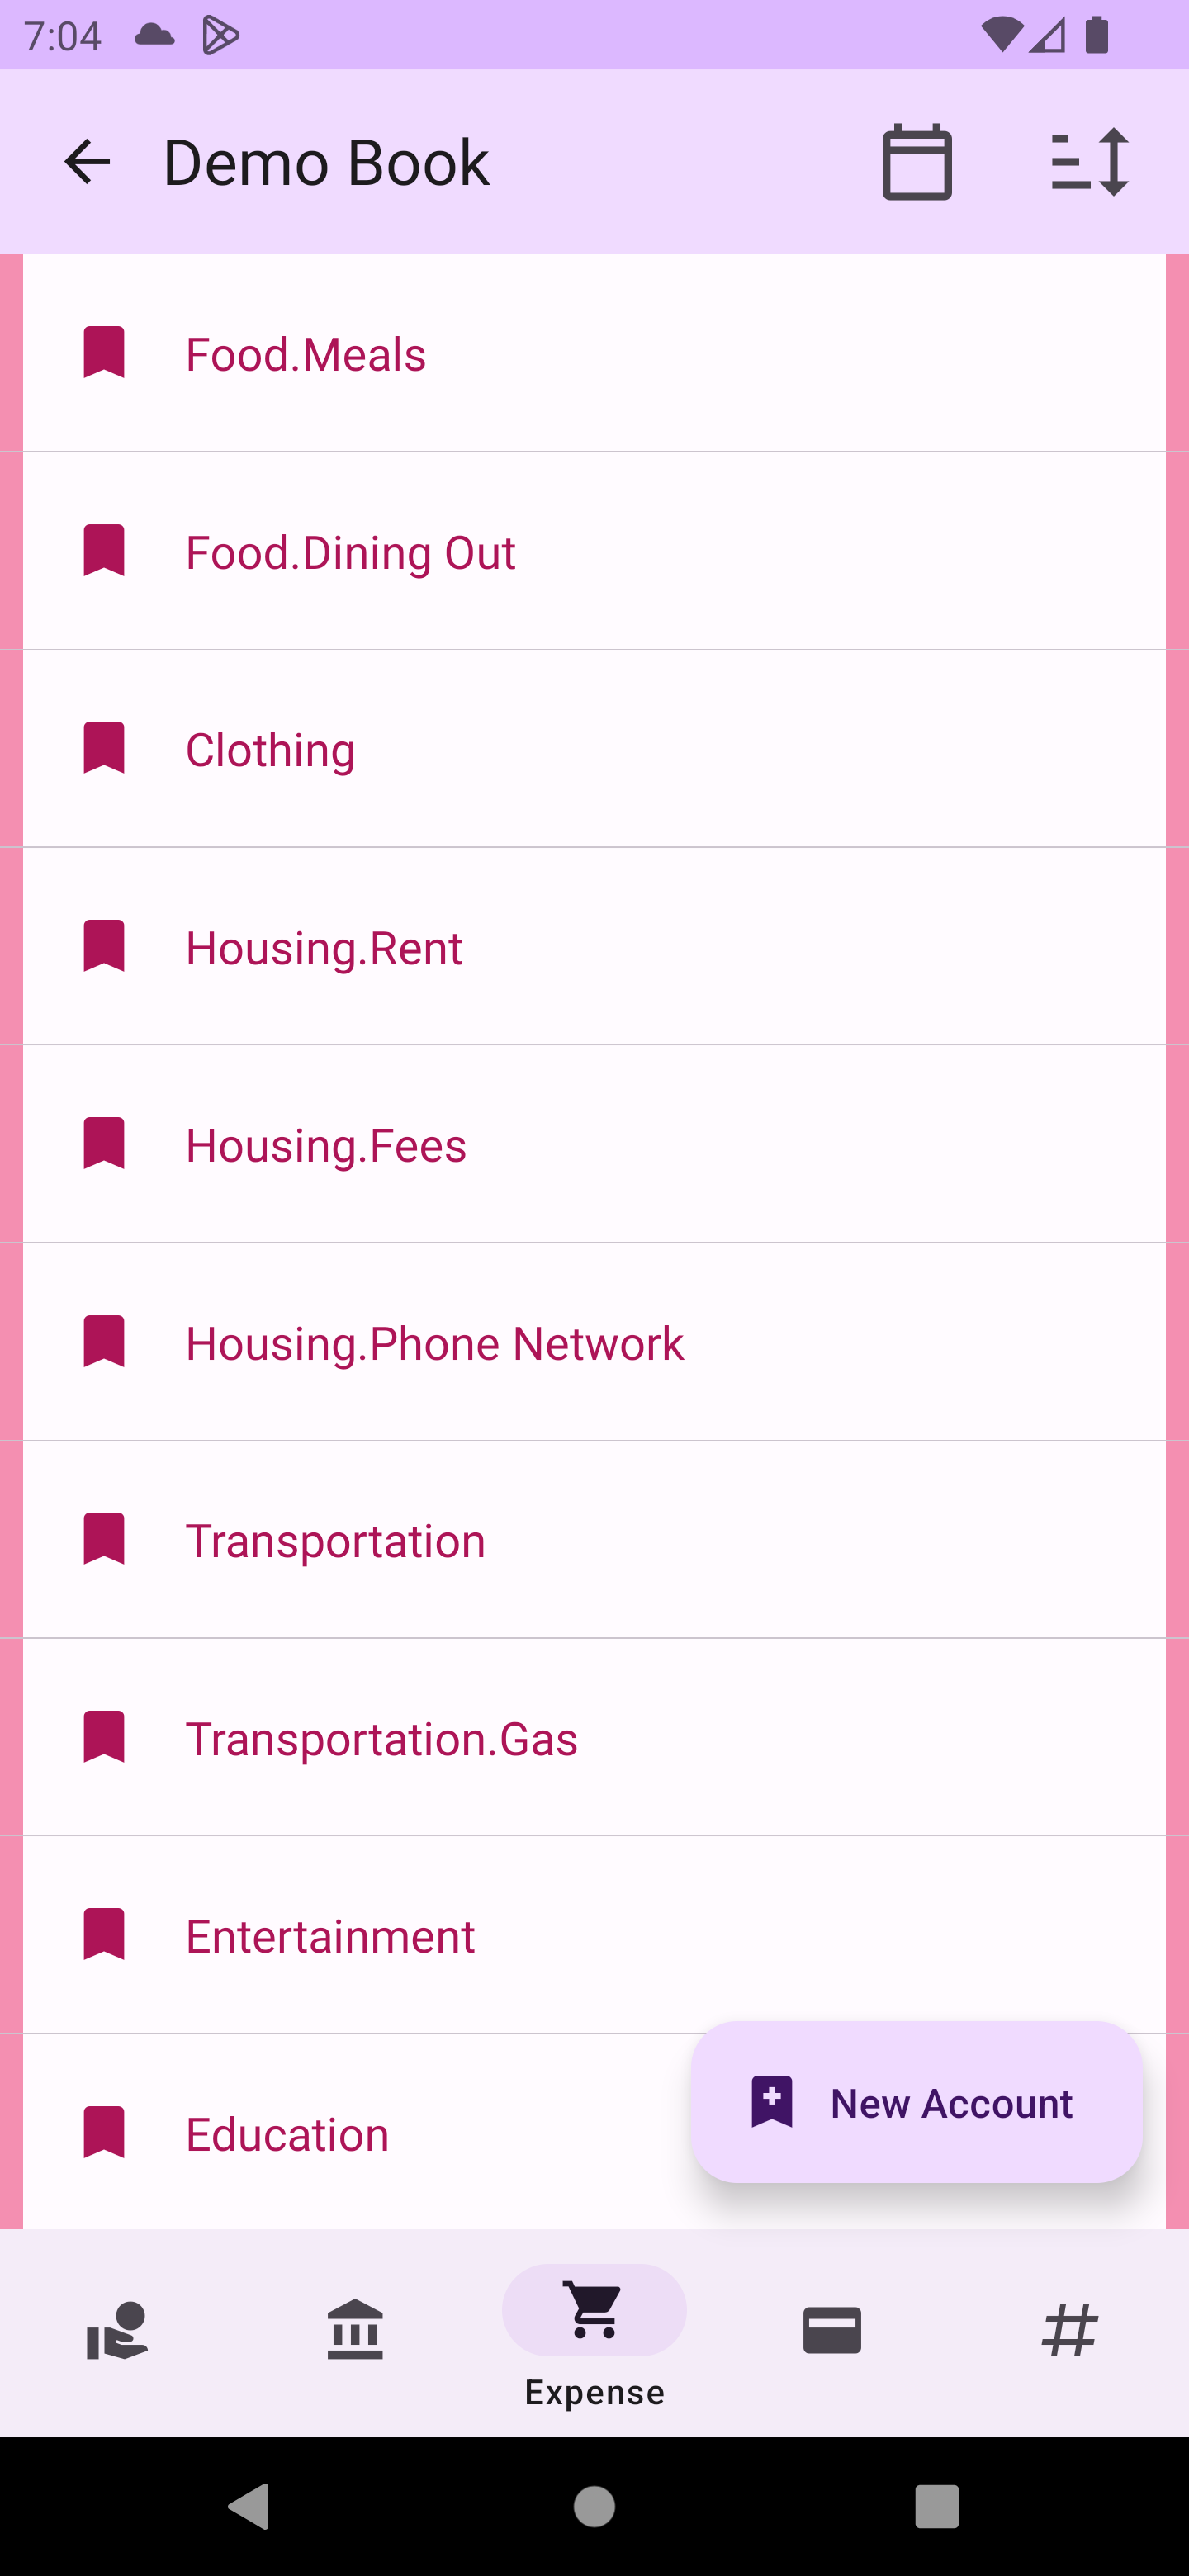 7:04
Demo Book
Food.Meals
Food.Dining Out
Clothing
Housing.Rent
Housing.Fees
Housing.Phone Network
Transportation
Transportation.Gas
Entertainment
Education
New Account
Expense